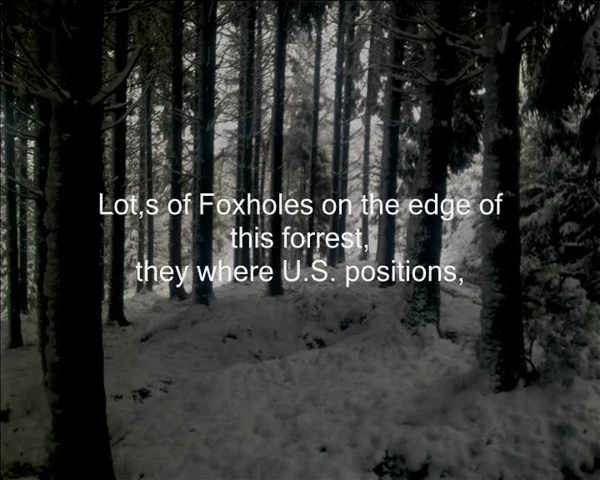 Lot,s of Foxholes on the edge of
this forrest,
they where U.S. positions,